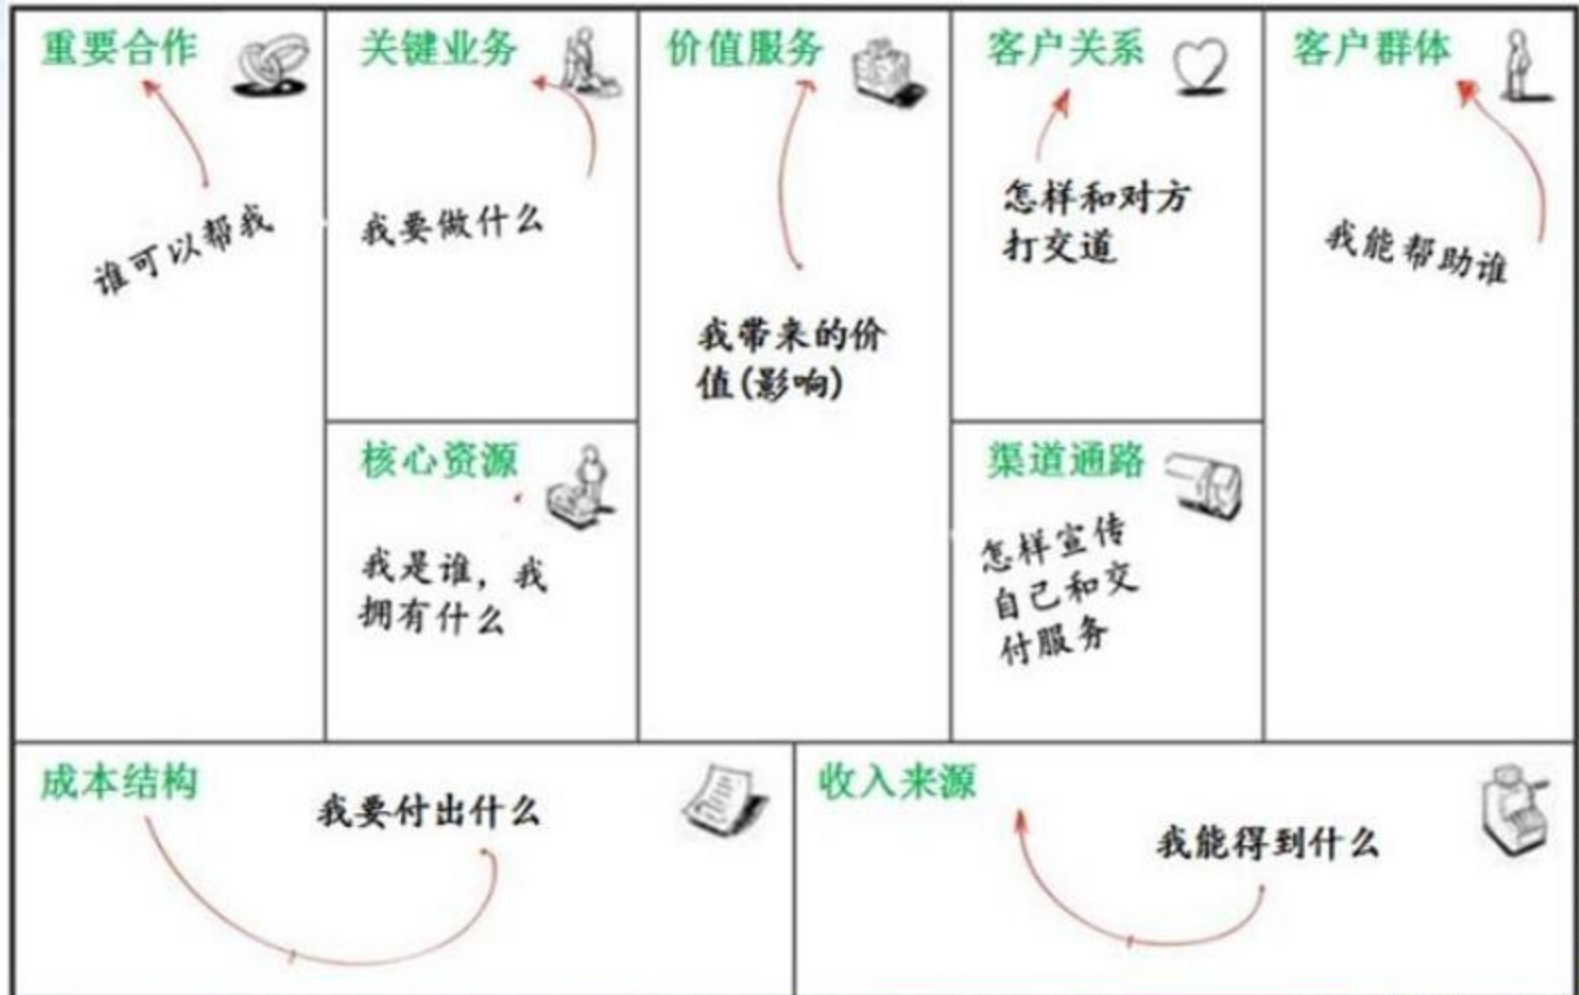 重要合作
谁可以帮我
关键业务
我要做什么
核心资源
我是谁，我
拥有什么
价值服务
我带来的价
值(影响)
客户关系
怎样和对方
打交道
渠道通路
怎样宣传
自己和交
付服务
客户群体
我能帮助谁
成本结构
我要付出什么
收入来源
我能得到什么